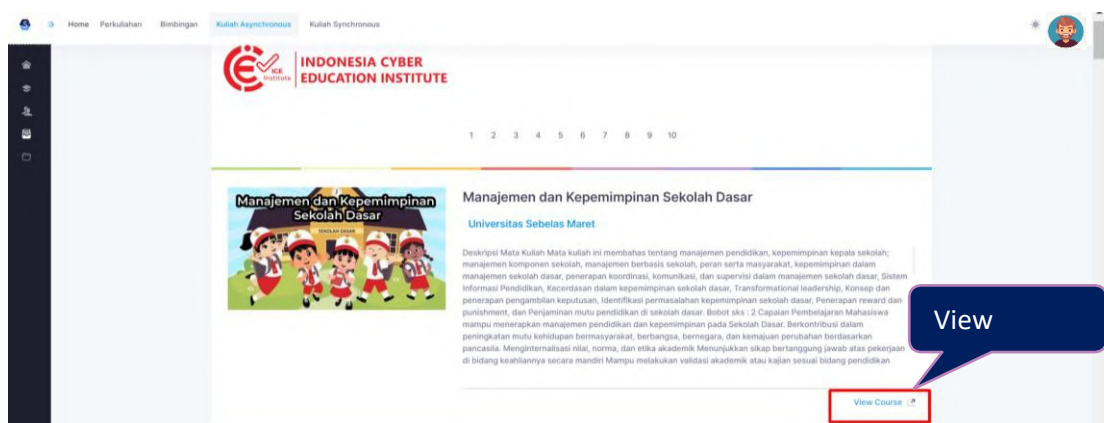 Home Perkuliahan Bimbingan Kuliah Asynchronous Kuliah Synchronous
ICE
Institute
INDONESIA CYBER
EDUCATION INSTITUTE
1 2 3 4 5 6 7 8 9 10
Manajemen dan Kepemimpinan
Sekolah Dasar
SEKOLAH DASAR
Manajemen dan Kepemimpinan Sekolah Dasar
Universitas Sebelas Maret
Deskripsi Mata Kuliah Mata kuliah ini membahas tentang manajemen pendidikan, kepemimpinan kepala sekolah;
manajemen komponen sekolah, manajemen berbasis sekolah, peran serta masyarakat, kepemimpinan dalam
manajemen sekolah dasar, penerapan koordinasi, komunikasi, dan supervisi dalam manajemen sekolah dasar, Sistem
Informasi Pendidikan, Kecerdasan dalam kepemimpinan sekolah dasar, Transformational leadership, Konsep dan
penerapan pengambilan keputusan, Identifikasi permasalahan kepemimpinan sekolah dasar, Penerapan reward dan
punishment, dan Penjaminan mutu pendidikan di sekolah dasar. Bobot sks : 2 Capaian Pembelajaran Mahasiswa
mampu menerapkan manajemen pendidikan dan kepemimpinan pada Sekolah Dasar. Berkontribusi dalam
peningkatan mutu kehidupan bermasyarakat, berbangsa, bernegara, dan kajian perubahan berdasarkan
pancasila. Menginternalisasi nilai, norma, dan etika akademik Menunjukkan sikap bertanggung jawab atas pekerjaan
di bidang keahliannya secara mandiri Mampu melakukan validasi akademik atau kajian sesuai bidang pendidikan
View
View Course